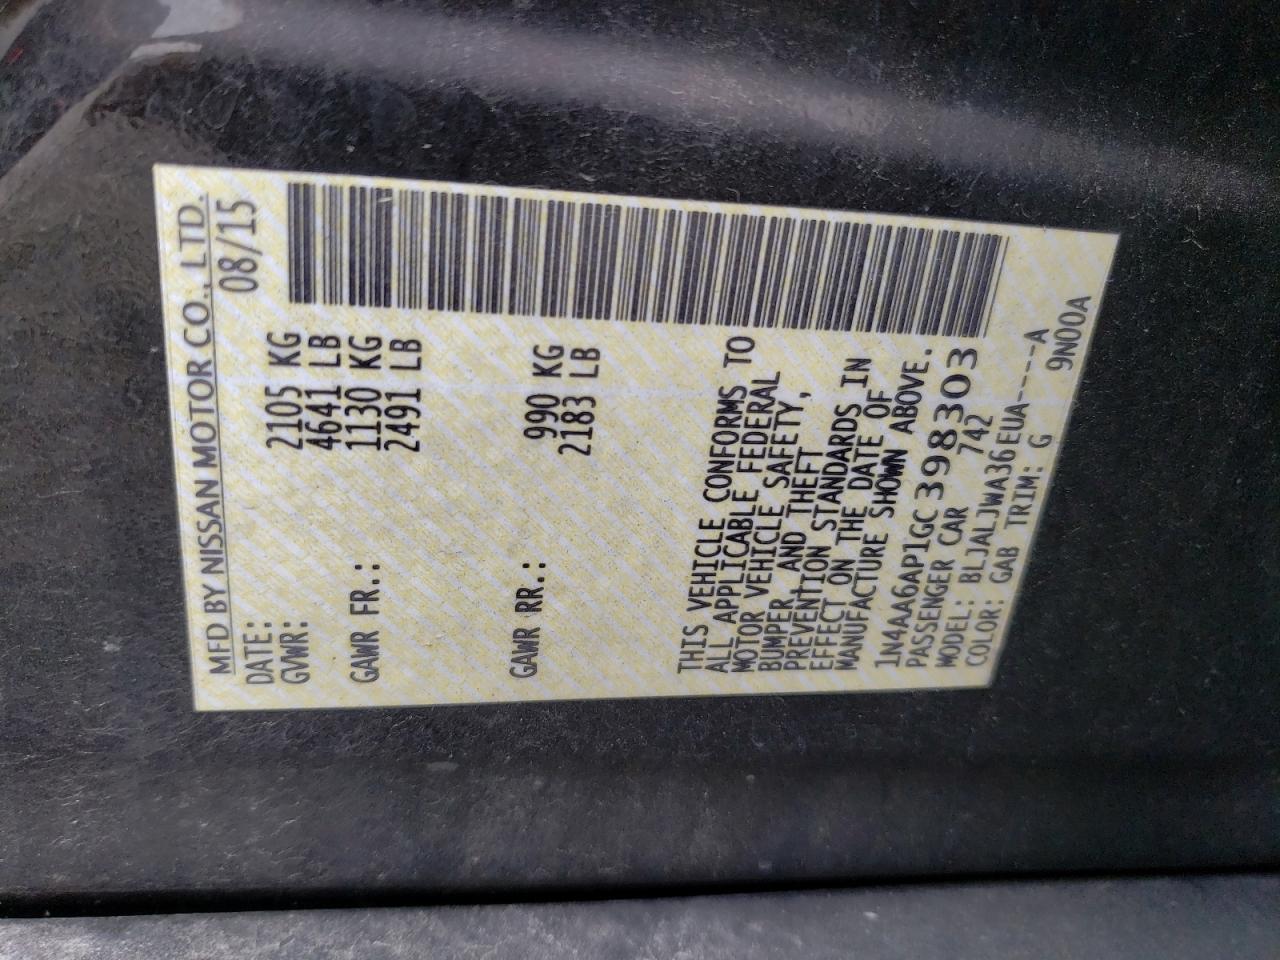 MFD BY NISSAN MOTOR CO., LTD.
DATE: 08/15
GVWR: 2105 KG
4641 LB
GAWR FR.: 1130 KG
2491 LB
GAWR RR.: 990 KG
2183 LB
THIS VEHICLE CONFORMS TO
ALL APPLICABLE FEDERAL
MOTOR VEHICLE SAFETY,
BUMPER, AND THEFT
PREVENTION STANDARDS IN
EFFECT ON THE DATE OF
MANUFACTURE SHOWN ABOVE.
1N4AA6AP1GC398303
PASSENGER CAR 742
MODEL: BLJALJWA36EUA----A
COLOR: GAB TRIM: G 9N00A